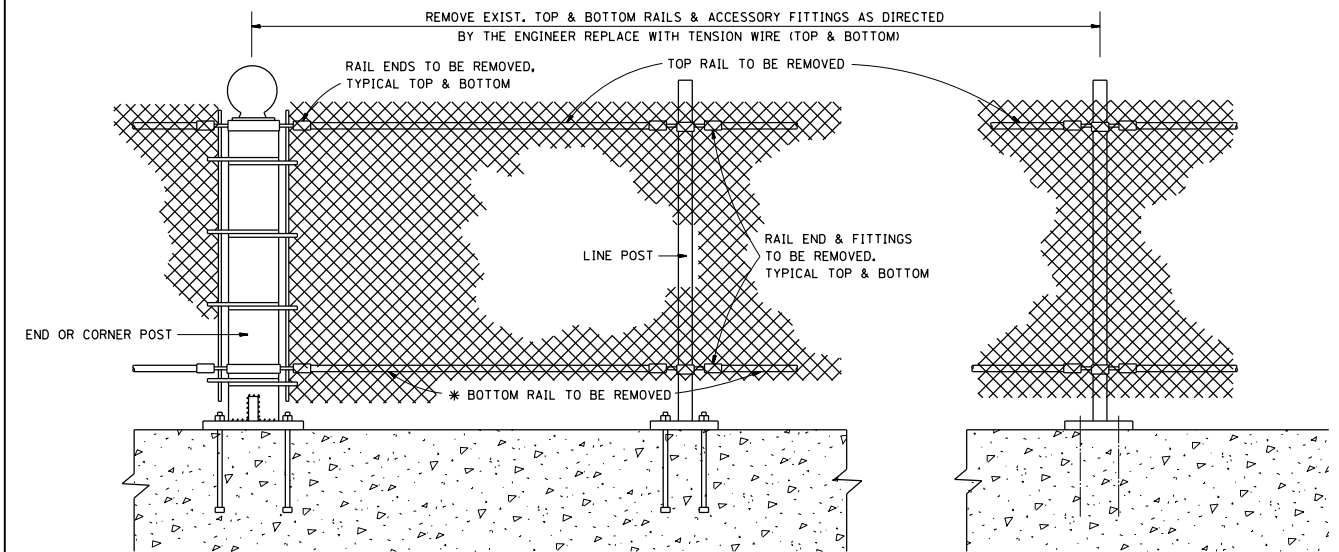 REMOVE EXIST. TOP & BOTTOM RAILS & ACCESSORY FITTINGS AS DIRECTED
BY THE ENGINEER REPLACE WITH TENSION WIRE (TOP & BOTTOM)
RAIL ENDS TO BE REMOVED,
TYPICAL TOP & BOTTOM
TOP RAIL TO BE REMOVED
LINE POST
RAIL END & FITTINGS
TO BE REMOVED.
TYPICAL TOP & BOTTOM
END OR CORNER POST
* BOTTOM RAIL TO BE REMOVED